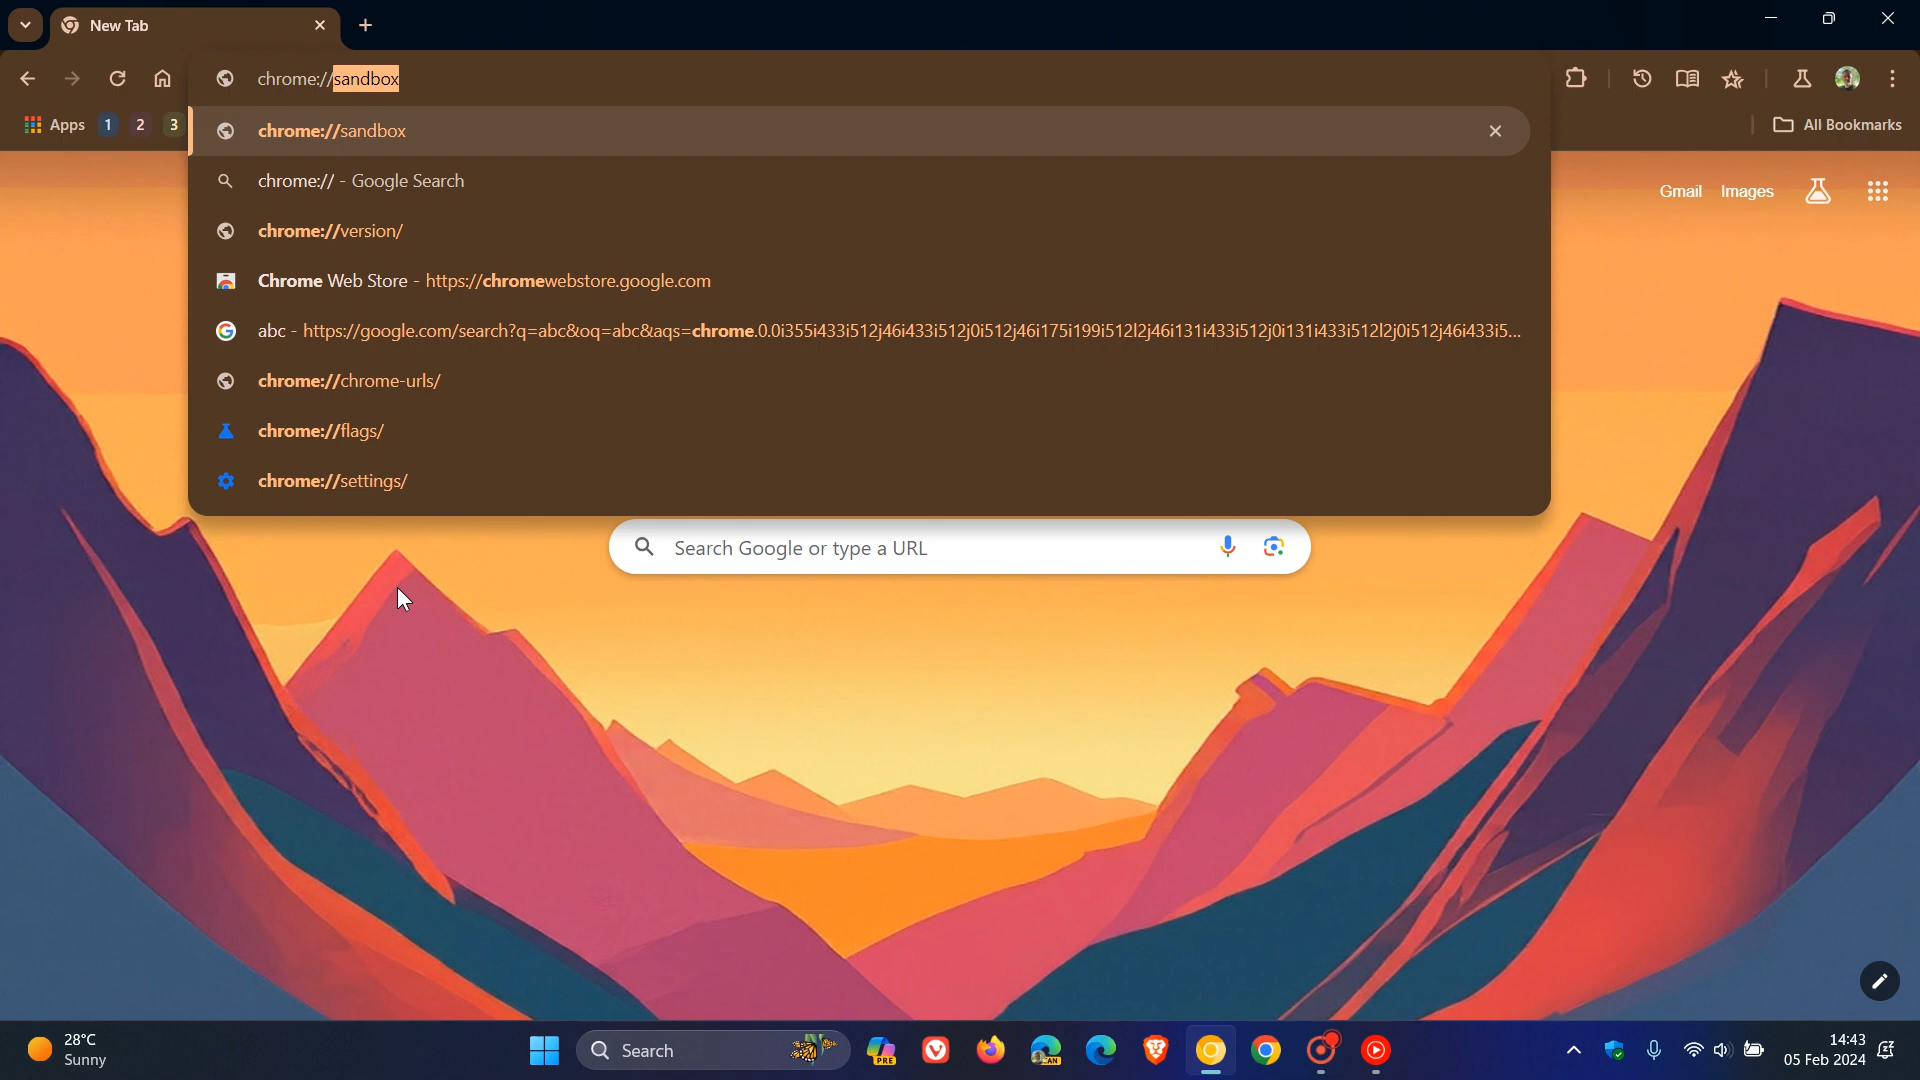 New Tab
chrome://sandbox
Apps 1 2 3
All Bookmarks
chrome://sandbox
chrome:// - Google Search
chrome://version/
Chrome Web Store - https://chromewebstore.google.com
abc - https://google.com/search?q=abc&oq=abc&aqs=chrome.0.0i355i433i512j46i433i512j0i512j46i175i199i512l2j46i131i433i512j0i131i433i512l2j0i512j46i433i5...
chrome://chrome-urls/
chrome://flags/
chrome://settings/
Gmail Images
Search Google or type a URL
28°C
Sunny
Search
PRE
CAN
14:43
05 Feb 2024